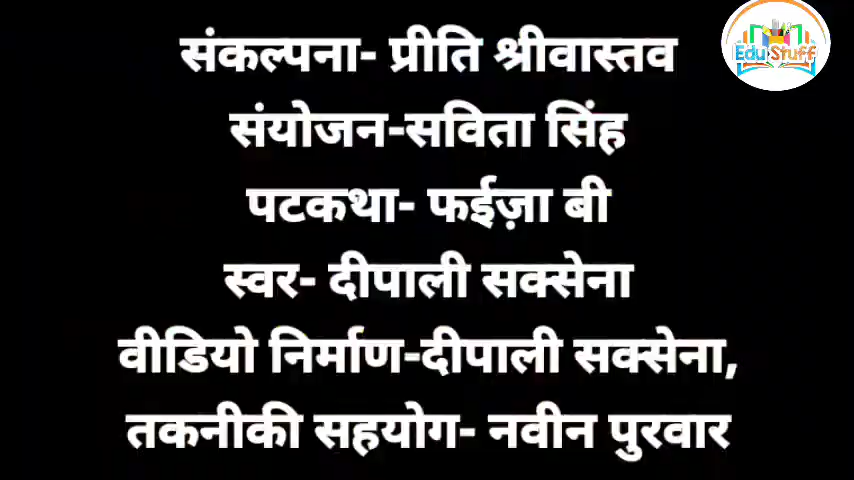 संकल्पना- प्रीति श्रीवास्तव
Edu Stuff
संयोजन-सविता सिंह
पटकथा- फईज़ा बी
स्वर- दीपाली सक्सेना
वीडियो निर्माण-दीपाली सक्सेना,
तकनीकी सहयोग- नवीन पुरवार